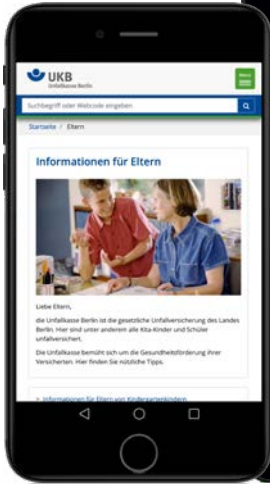 UKB
Unfallkasse Berlin
Menü
Suchbegriff oder Webcode eingeben
Startseite / Eltern
Informationen für Eltern
Liebe Eltern,
die Unfallkasse Berlin ist die gesetzliche Unfallversicherung des Landes
Berlin. Hier sind unter anderem alle Kita-Kinder und Schüler
unfallversichert.
Die Unfallkasse bemüht sich um die Gesundheitsförderung ihrer
Versicherten. Hier finden Sie nützliche Tipps.
> Informationen für Eltern von Kindergartenkindern